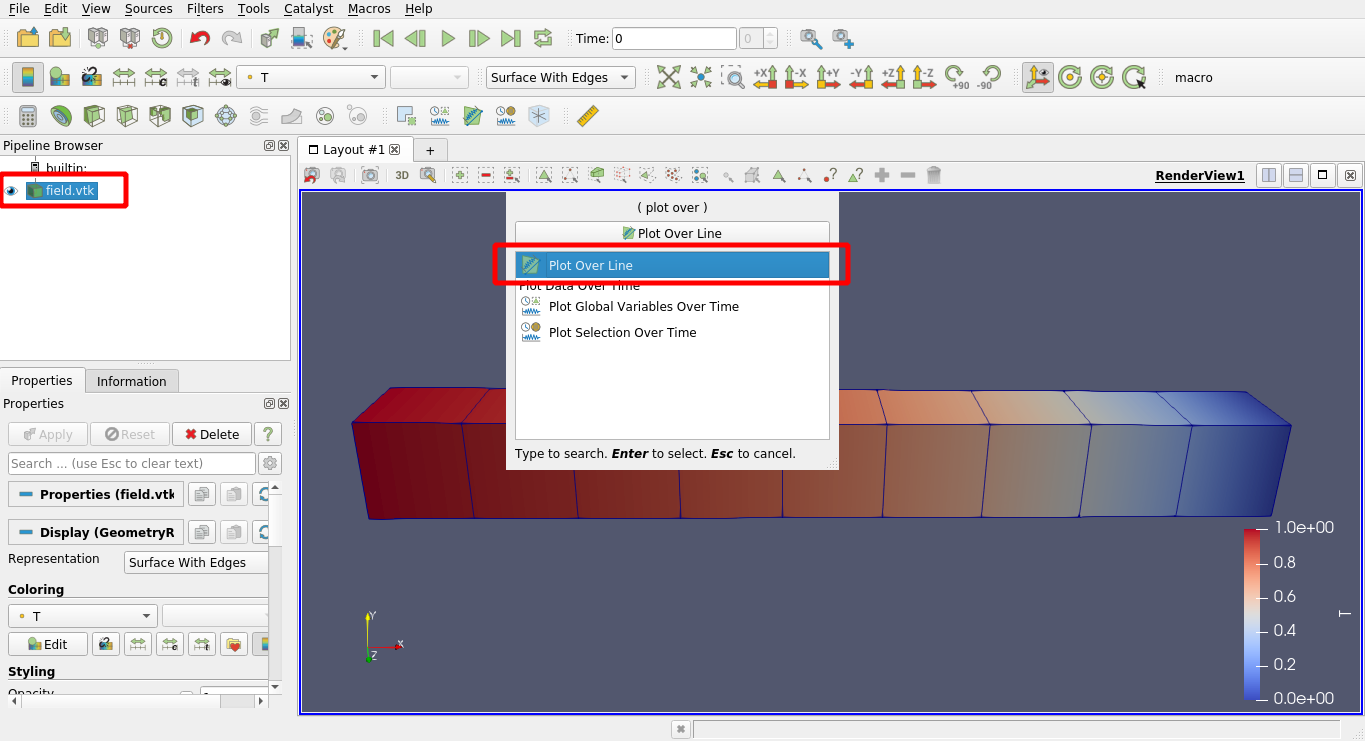 File Edit View Sources Filters Tools Catalyst Macros Help
Time: 0 0
T Surface With Edges +X -X +Y -Y +Z -Z +90 -90 macro
Pipeline Browser
Layout #1 +
builtin:
3D RenderView1
field.vtk
( plot over )
Plot Over Line
Plot Over Line
Plot Data Over Time
Plot Global Variables Over Time
Plot Selection Over Time
Type to search. Enter to select. Esc to cancel.
Properties Information
Properties
Apply Reset Delete ?
Search ... (use Esc to clear text)
Properties (field.vtk
Display (GeometryR
Representation Surface With Edges
Coloring
T
Edit
Styling
Opacity
Y
X
Z
1.0e+00
0.8
0.6
0.4
0.2
0.0e+00
T